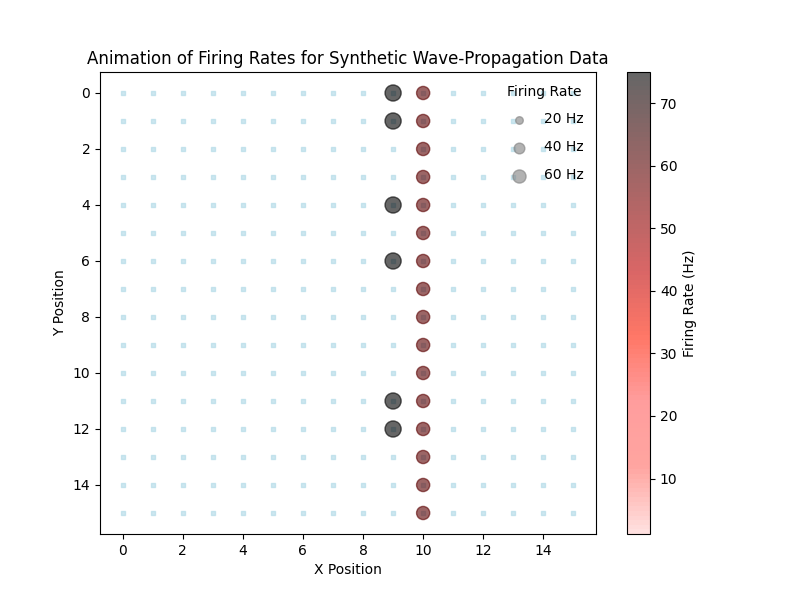 Animation of Firing Rates for Synthetic Wave-Propagation Data
Firing Rate
20 Hz
40 Hz
60 Hz
0
2
4
6
8
10
12
14
Y Position
0
2
4
6
8
10
12
14
X Position
70
60
50
40
30
20
10
Firing Rate (Hz)